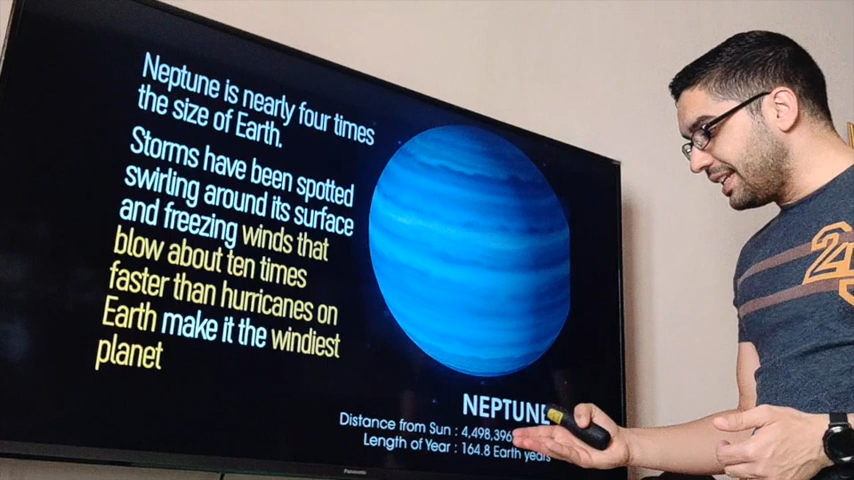 Neptune is nearly four times
the size of Earth.
Storms have been spotted
swirling around its surface
and freezing winds that
blow about ten times
faster than hurricanes on
Earth make it the windiest
planet
NEPTUNE
Distance from Sun : 4,498,396
Length of Year : 164.8 Earth years
Panasonic